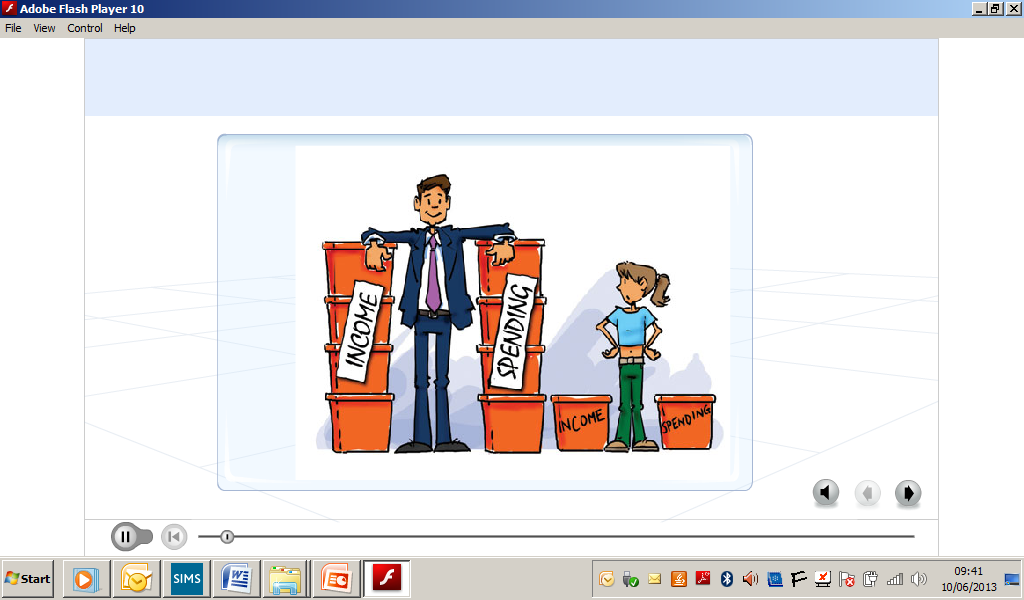 Adobe Flash Player 10
File View Control Help
INCOME
SPENDING
INCOME
SPENDING
Start
SIMS
09:41
10/06/2013